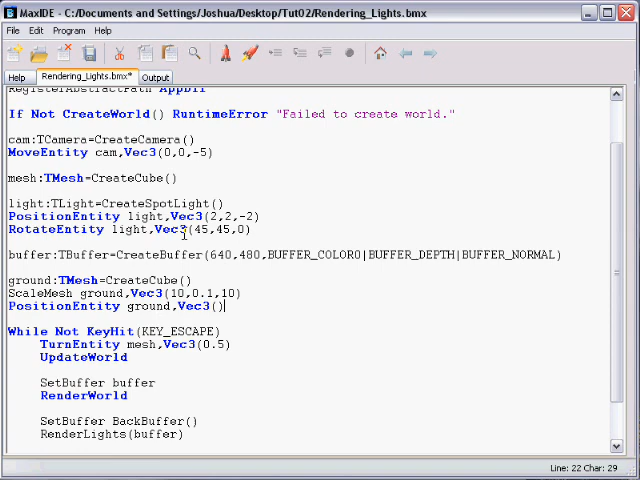 MaxIDE - C:/Documents and Settings/Joshua/Desktop/Tut02/Rendering_Lights.bmx
File Edit Program Help
Help Rendering_Lights.bmx* Output
RegisterAbstractPath AppDir
If Not CreateWorld() RuntimeError "Failed to create world."
cam:TCamera=CreateCamera()
MoveEntity cam,Vec3(0,0,-5)
mesh:TMesh=CreateCube()
light:TLight=CreateSpotLight()
PositionEntity light,Vec3(2,2,-2)
RotateEntity light,Vec3(45,45,0)
buffer:TBuffer=CreateBuffer(640,480,BUFFER_COLOR0|BUFFER_DEPTH|BUFFER_NORMAL)
ground:TMesh=CreateCube()
ScaleMesh ground,Vec3(10,0.1,10)
PositionEntity ground,Vec3()
While Not KeyHit(KEY_ESCAPE)
TurnEntity mesh,Vec3(0.5)
UpdateWorld
SetBuffer buffer
RenderWorld
SetBuffer BackBuffer()
RenderLights(buffer)
Line: 22 Char: 29